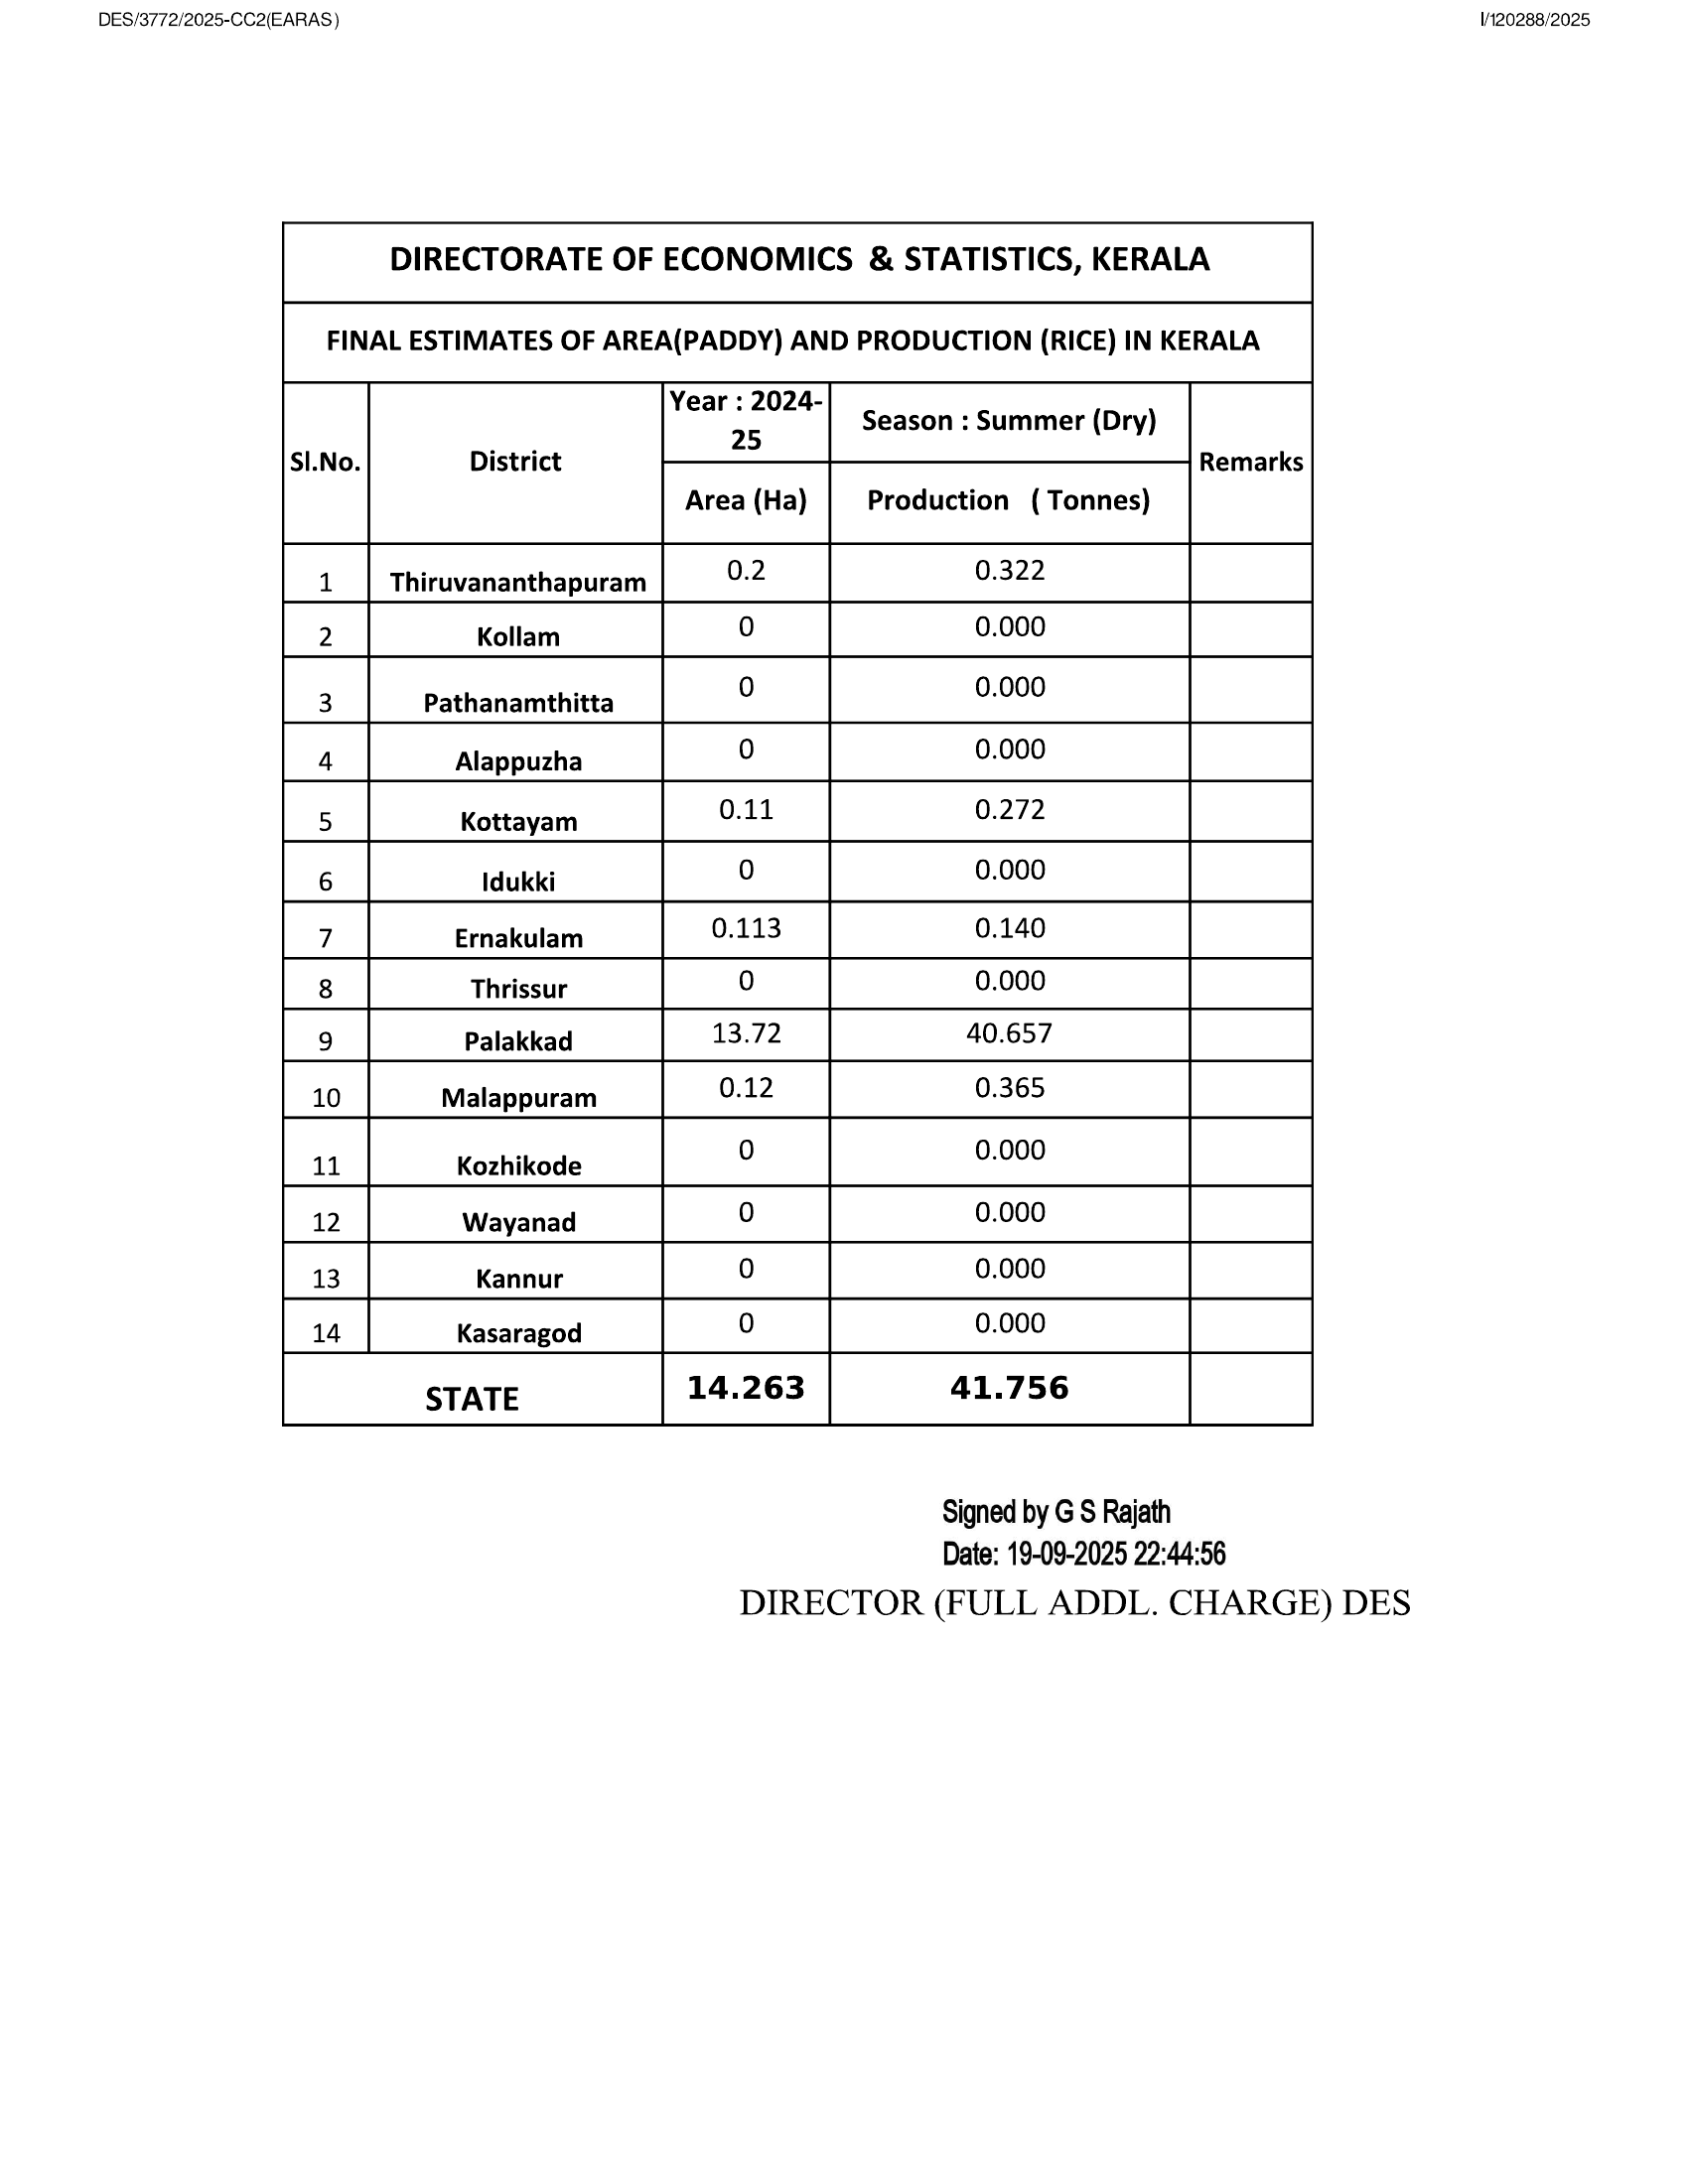 DES/3772/2025-CC2(EARAS)
I/120288/2025
DIRECTORATE OF ECONOMICS & STATISTICS, KERALA
FINAL ESTIMATES OF AREA(PADDY) AND PRODUCTION (RICE) IN KERALA
Sl.No. District Year : 2024-25 Season : Summer (Dry) Remarks
Area (Ha) Production ( Tonnes)
1 Thiruvananthapuram 0.2 0.322
2 Kollam 0 0.000
3 Pathanamthitta 0 0.000
4 Alappuzha 0 0.000
5 Kottayam 0.11 0.272
6 Idukki 0 0.000
7 Ernakulam 0.113 0.140
8 Thrissur 0 0.000
9 Palakkad 13.72 40.657
10 Malappuram 0.12 0.365
11 Kozhikode 0 0.000
12 Wayanad 0 0.000
13 Kannur 0 0.000
14 Kasaragod 0 0.000
STATE 14.263 41.756
Signed by G S Rajath
Date: 19-09-2025 22:44:56
DIRECTOR (FULL ADDL. CHARGE) DES